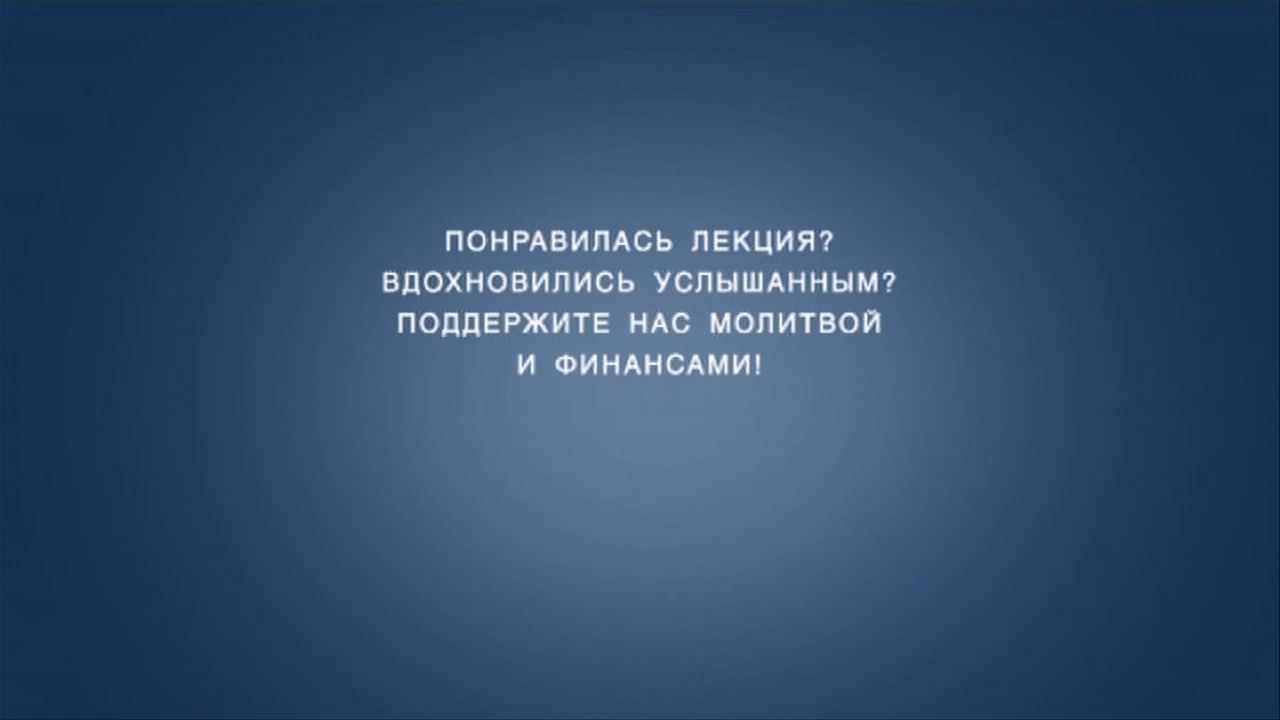 ПОНРАВИЛАСЬ ЛЕКЦИЯ?
ВДОХНОВИЛИСЬ УСЛЫШАННЫМ?
ПОДДЕРЖИТЕ НАС МОЛИТВОЙ
И ФИНАНСАМИ!